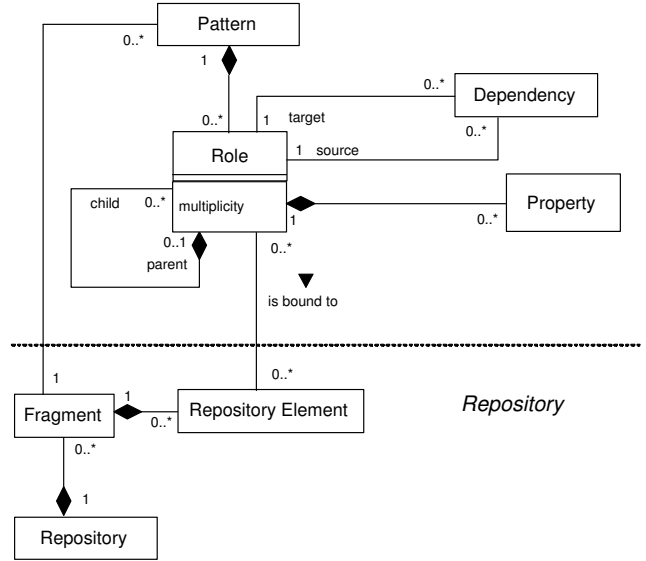 Pattern
0..*
1
0..*
Dependency
0..*
1 target
0..*
0..*
Role
1 source
child 0..*
multiplicity
1
Property
0..*
0..1
0..*
parent
is bound to
1
0..*
Fragment
1
0..*
Repository Element
Repository
0..*
1
Repository